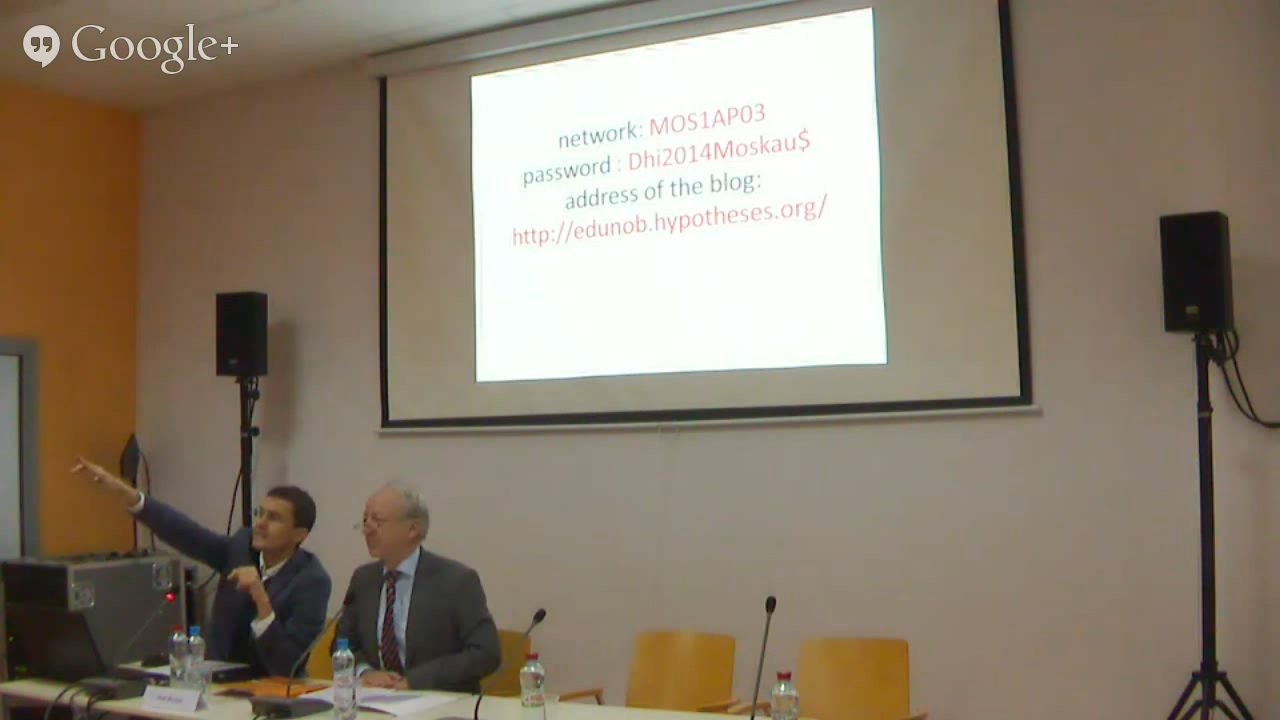 Google+
network: MOS1AP03
password : Dhi2014Moskau$
address of the blog:
http://edunob.hypotheses.org/